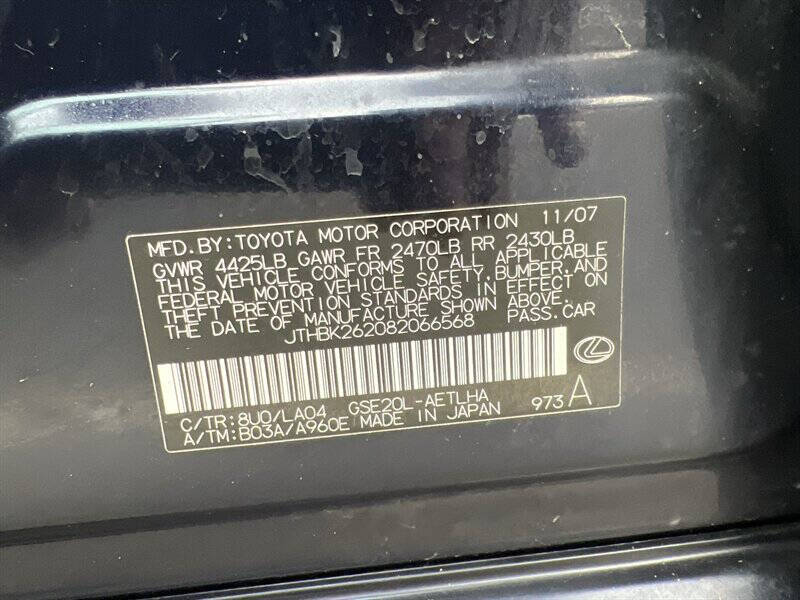 MFD.BY:TOYOTA MOTOR CORPORATION 11/07
GVWR 4425LB GAWR FR 2470LB RR 2430LB
THIS VEHICLE CONFORMS TO ALL APPLICABLE
FEDERAL MOTOR VEHICLE SAFETY,BUMPER,AND
THEFT PREVENTION STANDARDS IN EFFECT ON
THE DATE OF MANUFACTURE SHOWN ABOVE.
JTHBK262082066568 PASS.CAR
C/TR:8U0/LA04 GSE20L-AETLHA
A/TM:B03A/A960E MADE IN JAPAN 973 A